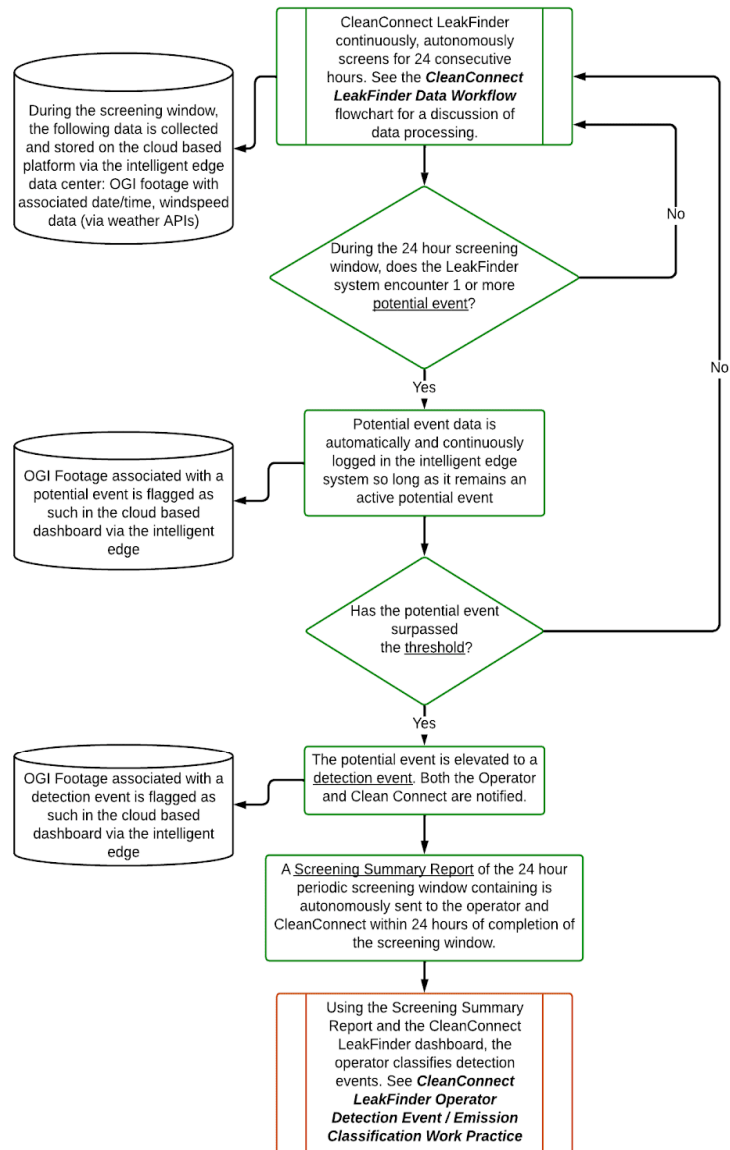 CleanConnect LeakFinder
continuously, autonomously
screens for 24 consecutive
hours. See the CleanConnect
LeakFinder Data Workflow
flowchart for a discussion of
data processing.
During the screening window,
the following data is collected
and stored on the cloud based
platform via the intelligent edge
data center: OGI footage with
associated date/time, windspeed
data (via weather APIs)
No
During the 24 hour screening
window, does the LeakFinder
system encounter 1 or more
potential event?
No
Yes
Potential event data is
automatically and continuously
logged in the intelligent edge
system so long as it remains an
active potential event
OGI Footage associated with a
potential event is flagged as
such in the cloud based
dashboard via the intelligent
edge
Has the potential event
surpassed
the threshold?
Yes
The potential event is elevated to a
detection event. Both the Operator
and Clean Connect are notified.
OGI Footage associated with a
detection event is flagged as
such in the cloud based
dashboard via the intelligent
edge
A Screening Summary Report of the 24 hour
periodic screening window containing is
autonomously sent to the operator and
CleanConnect within 24 hours of completion of
the screening window.
Using the Screening Summary
Report and the CleanConnect
LeakFinder dashboard, the
operator classifies detection
events. See CleanConnect
LeakFinder Operator
Detection Event / Emission
Classification Work Practice